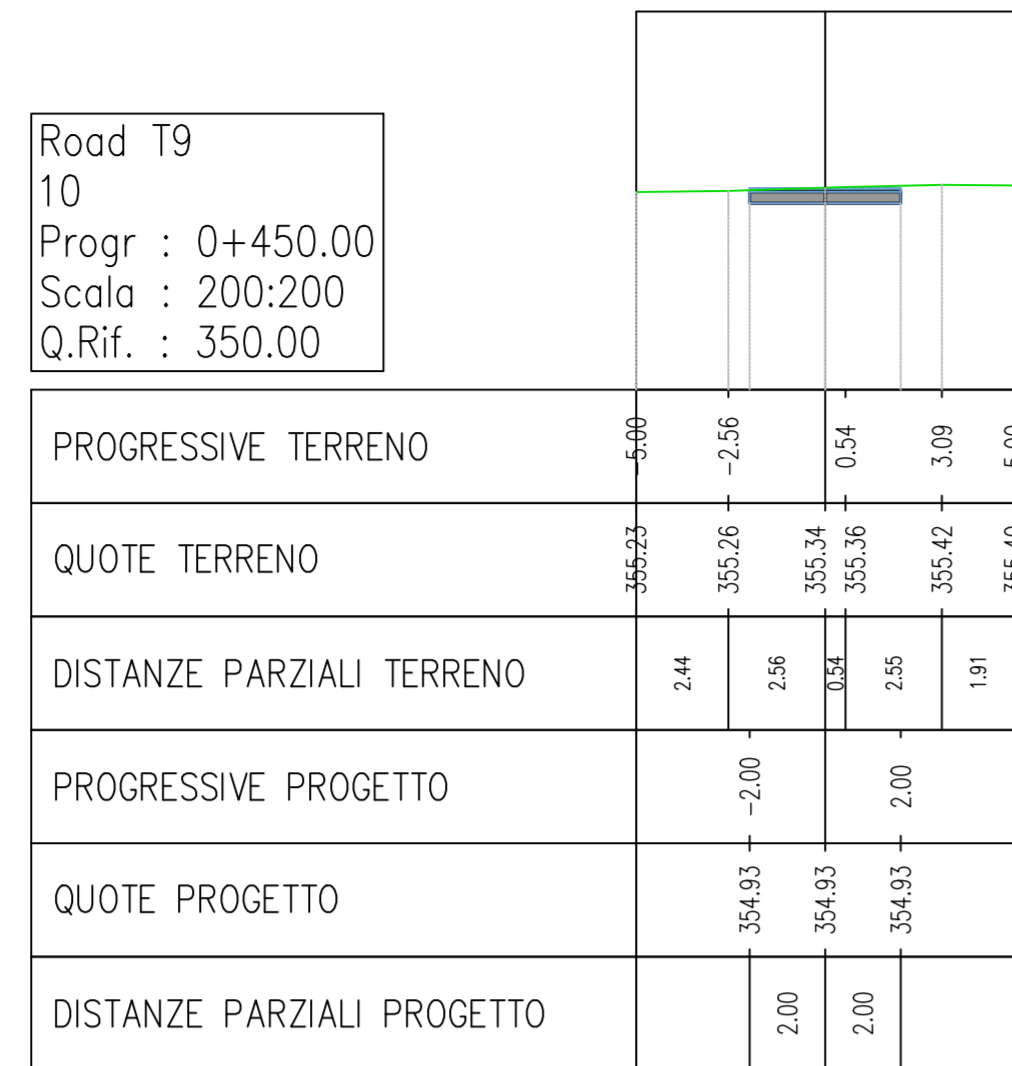 Road T9
10
Progr : 0+450.00
Scala : 200:200
Q.Rif. : 350.00
PROGRESSIVE TERRENO -5.00 -2.56 0.54 3.09 5.00
QUOTE TERRENO 355.23 355.26 355.34 355.36 355.42
DISTANZE PARZIALI TERRENO 2.44 2.56 0.54 2.55 1.91
PROGRESSIVE PROGETTO -2.00 2.00
QUOTE PROGETTO 354.93 354.93 354.93
DISTANZE PARZIALI PROGETTO 2.00 2.00